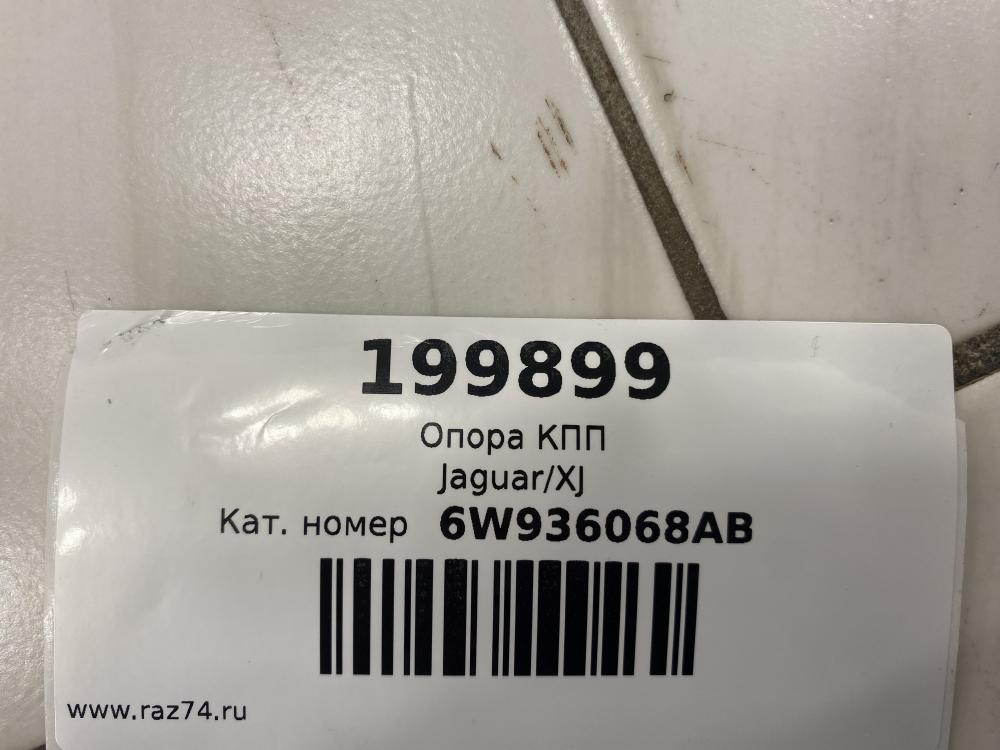 199899
Опора КПП
Jaguar/XJ
Кат. номер 6W936068AB
www.raz74.ru